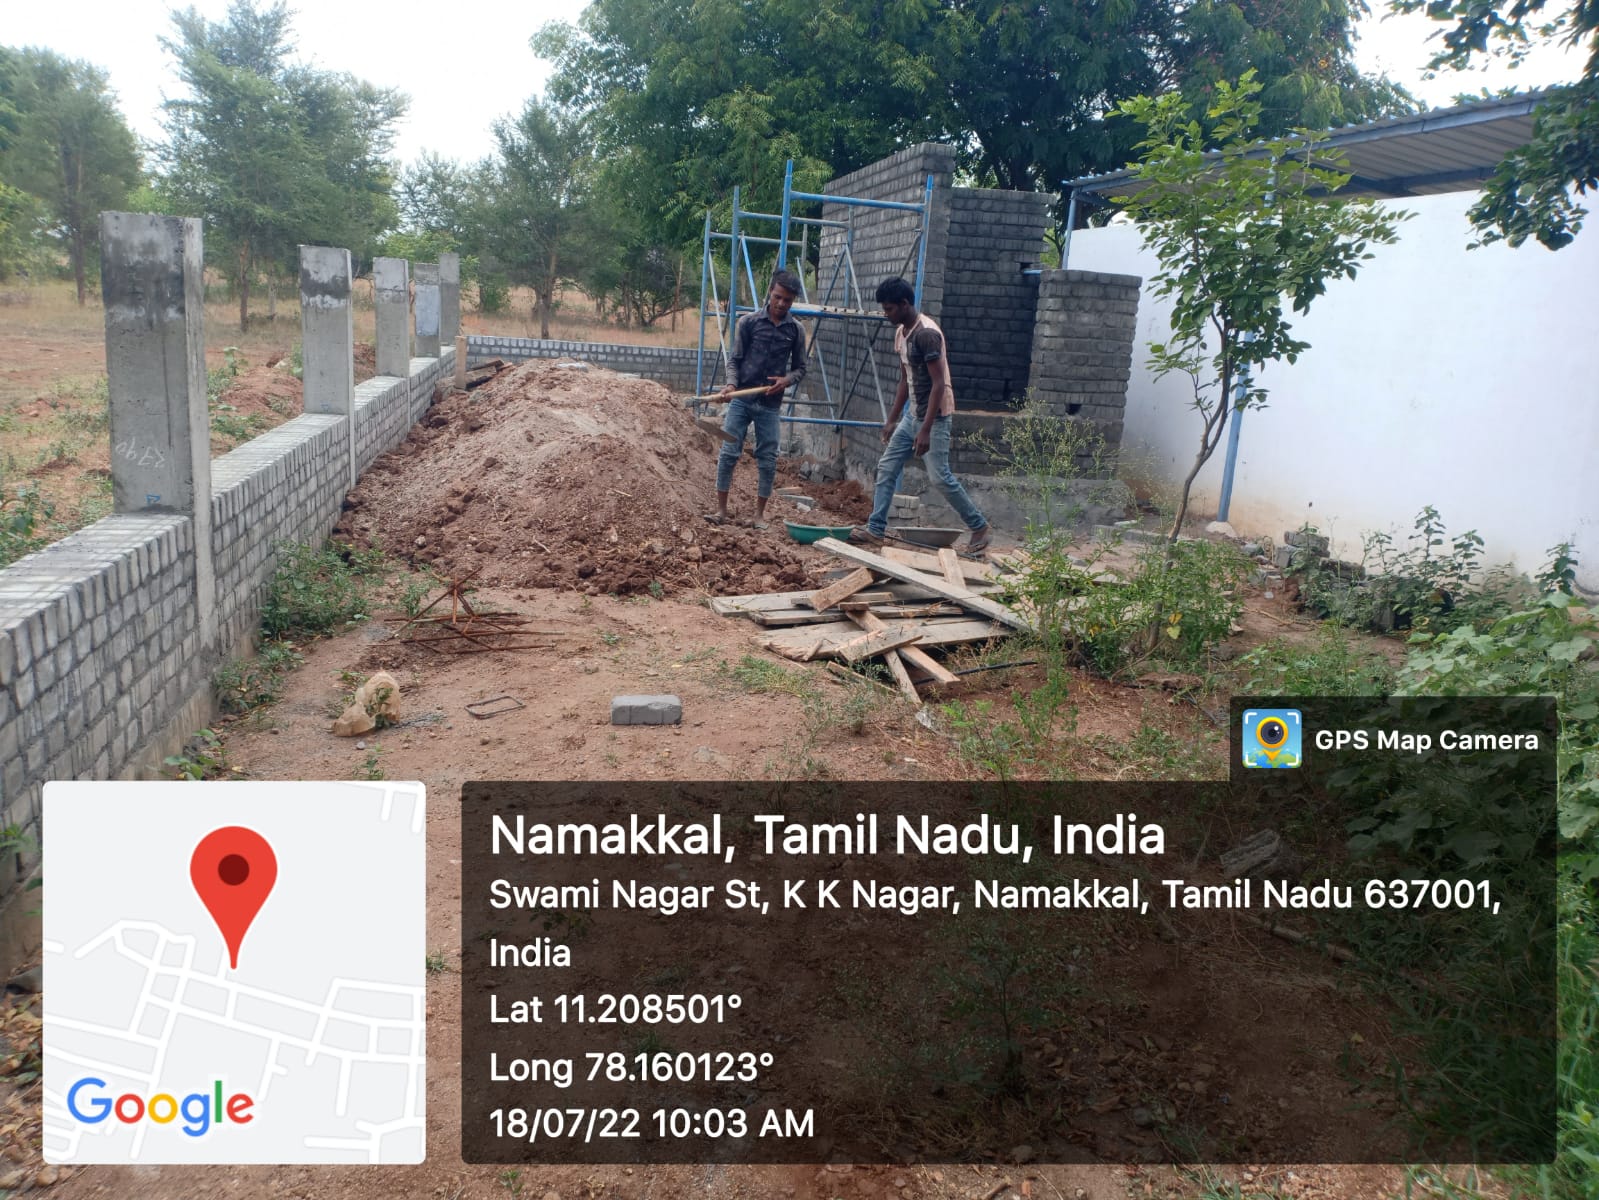 GPS Map Camera
Namakkal, Tamil Nadu, India
Swami Nagar St, K K Nagar, Namakkal, Tamil Nadu 637001,
India
Lat 11.208501°
Long 78.160123°
18/07/22 10:03 AM
Google